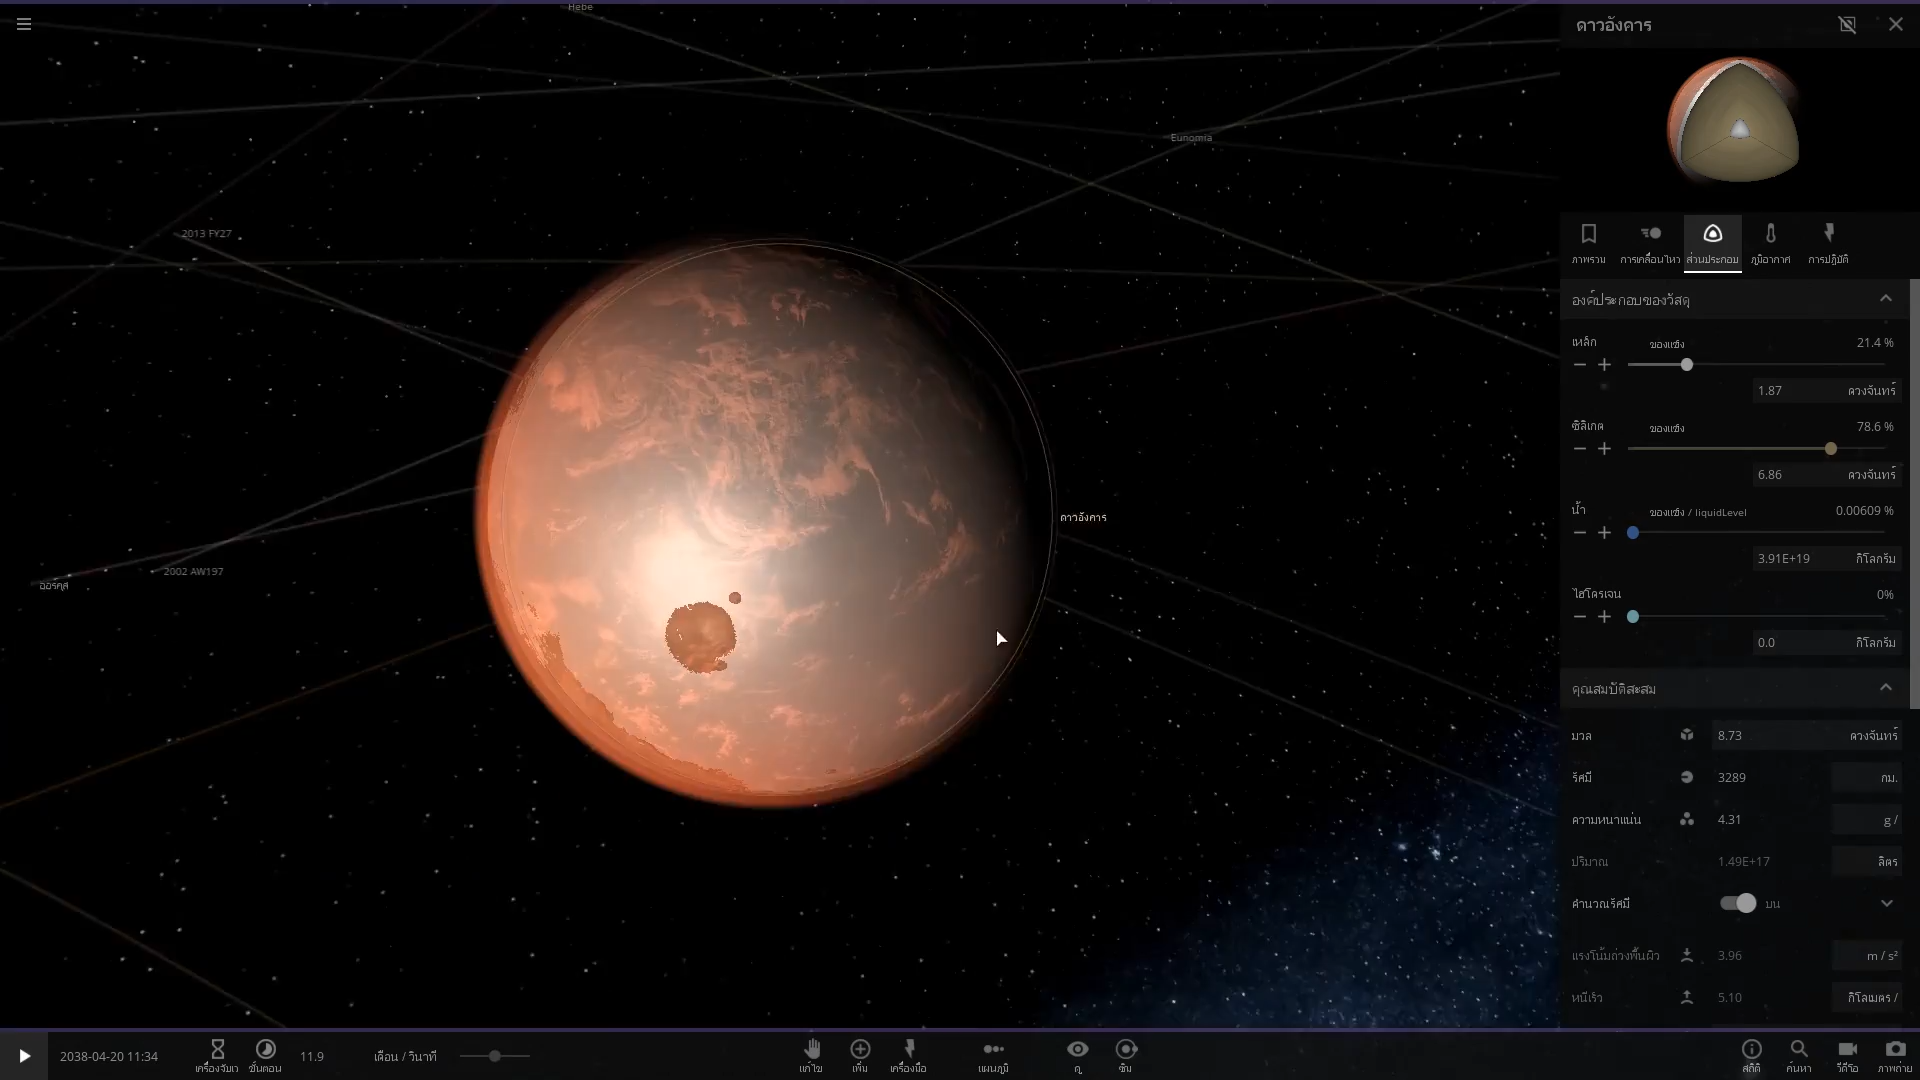 Hebe
ดาวอังคาร
Eunomia
2013 FY27
ดาวอังคาร
2002 AW197
ออร์คุส
ภาพรวม
การเคลื่อนไหว
ส่วนประกอบ
ภูมิอากาศ
การปฏิบัติ
องค์ประกอบของวัสดุ
เหล็ก ของแข็ง 21.4 %
1.87 ดวงจันทร์
ซิลิเกต ของแข็ง 78.6 %
6.86 ดวงจันทร์
น้ำ ของแข็ง / liquidLevel 0.00609 %
3.91E+19 กิโลกรัม
ไฮโดรเจน 0%
0.0 กิโลกรัม
คุณสมบัติสะสม
มวล 8.73 ดวงจันทร์
รัศมี 3289 กม.
ความหนาแน่น 4.31 g /
ปริมาณ 1.49E+17 ลิตร
คำนวณรัศมี บน
แรงโน้มถ่วงพื้นผิว 3.96 m / s²
หนีเร็ว 5.10 กิโลเมตร /
2038-04-20 11:34
เครื่องจับเว
ขั้นตอน
11.9 เดือน / วินาที
แก้ไข
เพิ่ม
เครื่องมือ
แผนภูมิ
ดู
ซัน
สถิติ
ค้นหา
วีดีโอ
ภาพถ่าย